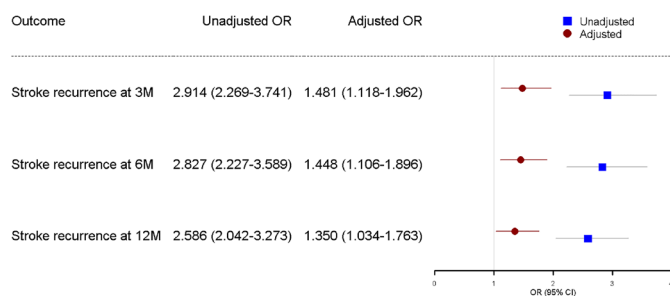 Outcome Unadjusted OR Adjusted OR
Unadjusted
Adjusted
Stroke recurrence at 3M 2.914 (2.269-3.741) 1.481 (1.118-1.962)
Stroke recurrence at 6M 2.827 (2.227-3.589) 1.448 (1.106-1.896)
Stroke recurrence at 12M 2.586 (2.042-3.273) 1.350 (1.034-1.763)
0 1 2 3
OR (95% CI)